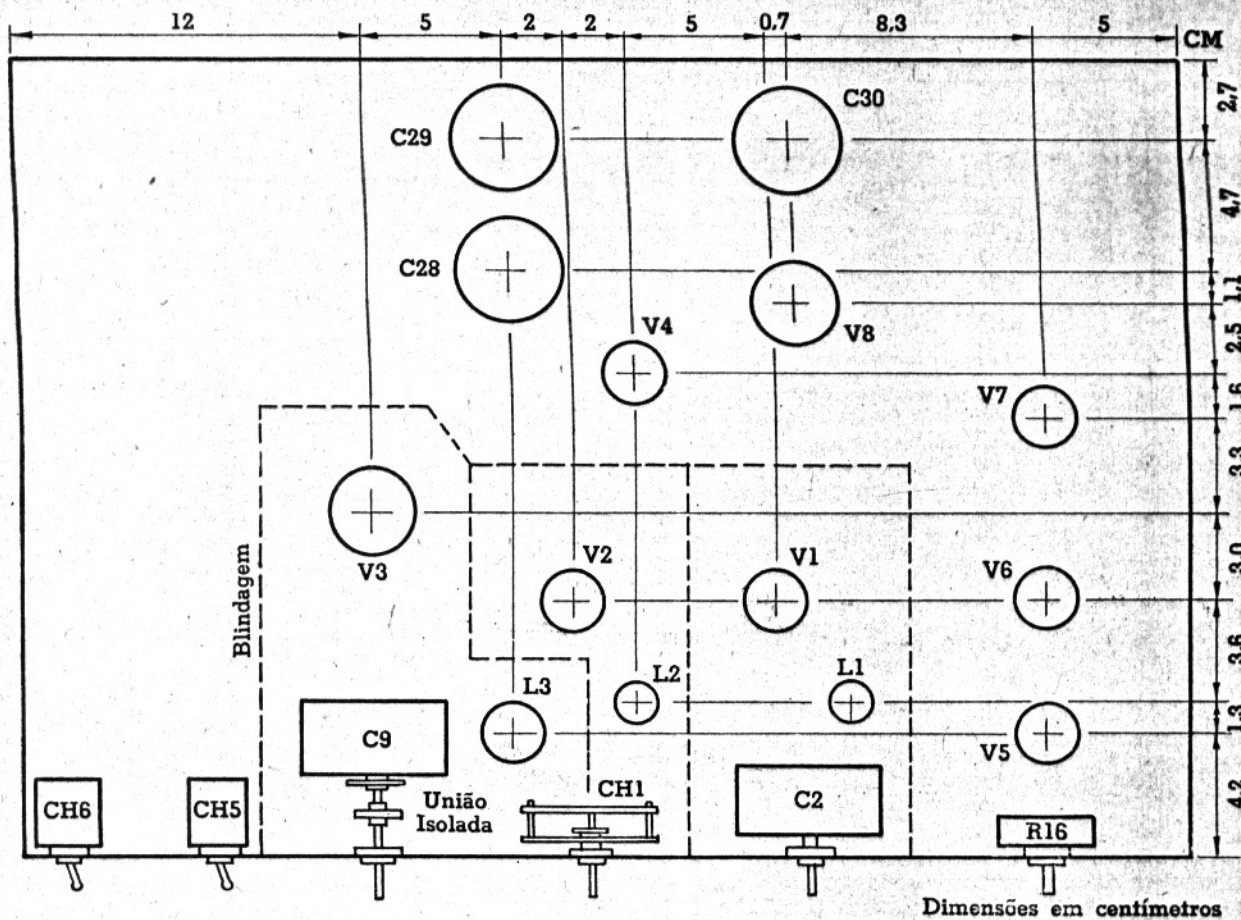 12 5 2 2 5 0,7 8,3 5 CM
2,7
C30
C29
4,7
C28
1,1
V4
V8
2,5
V7
1,6
3,3
V3
V2
V1
V6
3,0
Blindagem
3,6
L3
L2
L1
1,3
C9
V5
CH6
CH5
União
Isolada
CH1
C2
R16
4,2
Dimensões em centímetros